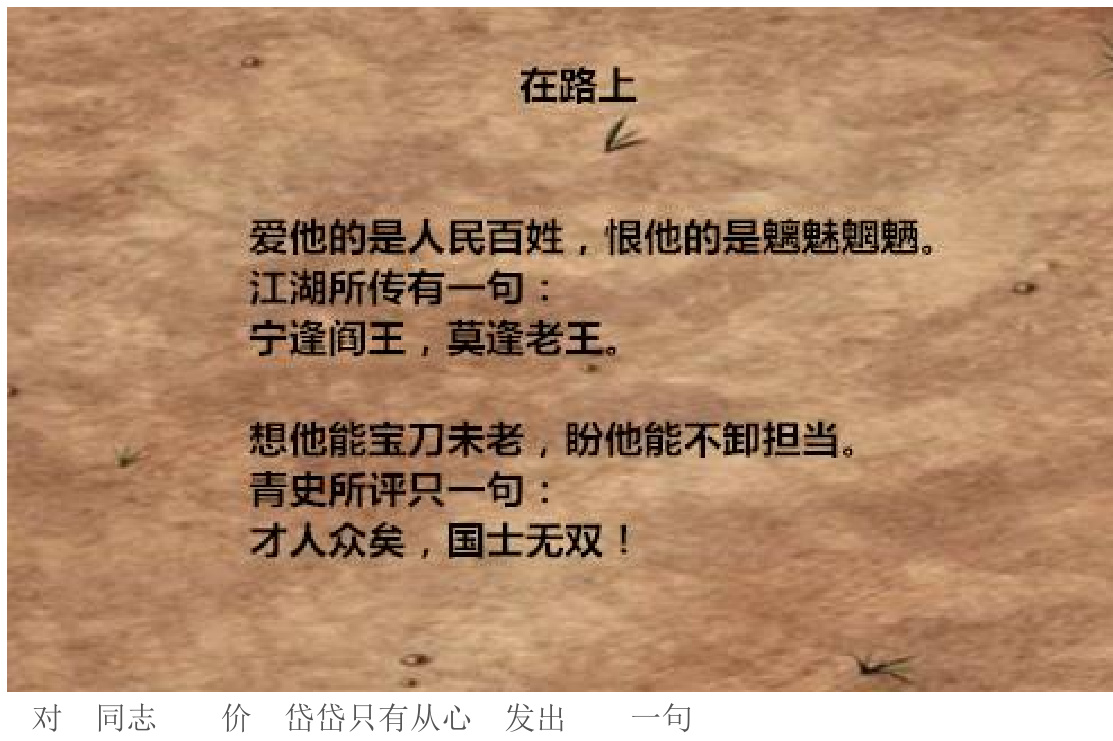 在路上
爱他的是人民百姓，恨他的是魑魅魍魉。
江湖所传有一句：
宁逢阎王，莫逢老王。
想他能宝刀未老，盼他能不卸担当。
青史所评只一句：
才人众矣，国士无双！
对 同志 价 岱岱只有从心 发出 一句